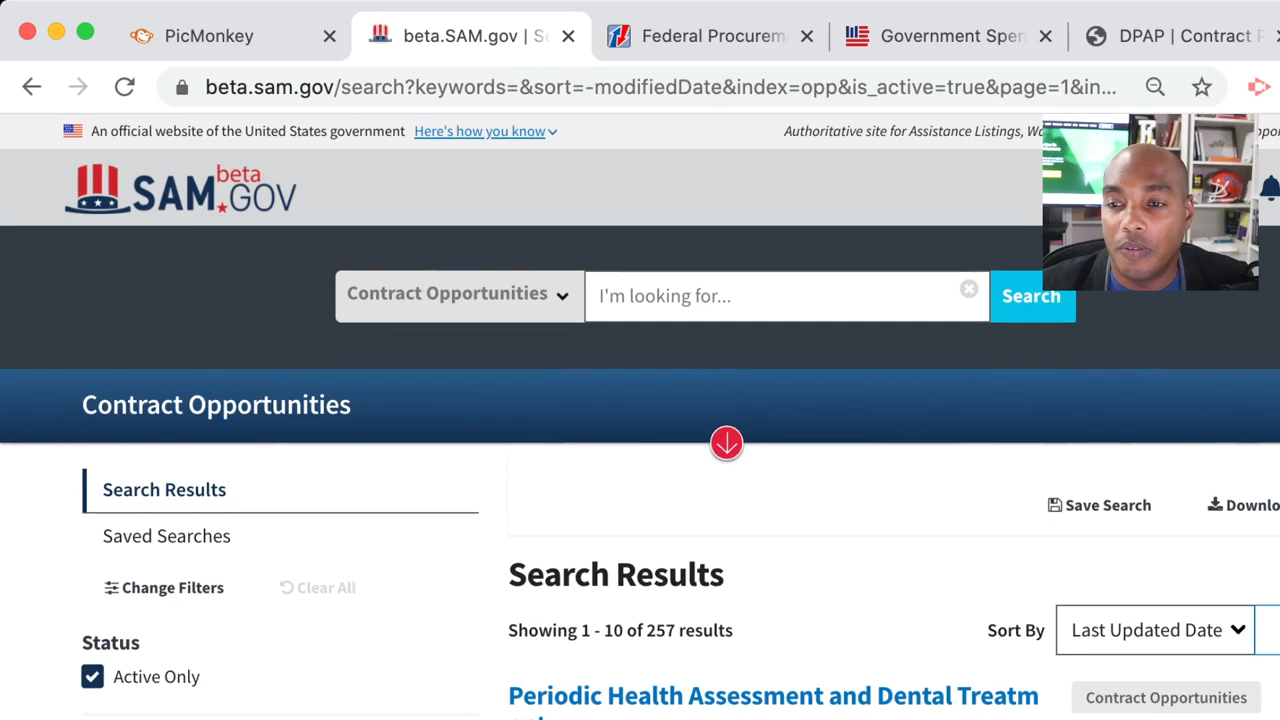 PicMonkey
beta.SAM.gov | Se
Federal Procurem
Government Spen
DPAP | Contract
beta.sam.gov/search?keywords=&sort=-modifiedDate&index=opp&is_active=true&page=1&in...
An official website of the United States government Here's how you know
Authoritative site for Assistance Listings,
SAM.GOV beta
Contract Opportunities
I'm looking for...
Search
Contract Opportunities
Search Results
Saved Searches
Save Search
Downlo
Change Filters
Clear All
Search Results
Showing 1 - 10 of 257 results
Sort By
Last Updated Date
Status
Active Only
Periodic Health Assessment and Dental Treatm
Contract Opportunities